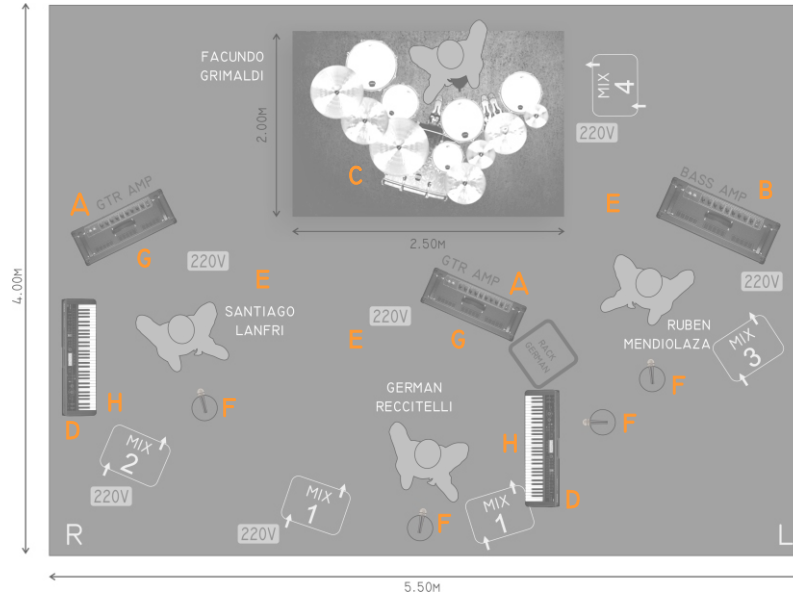 FACUNDO
GRIMALDI
2.00M
MIX
4
220V
C
2.50M
A GTR AMP
G
220V
E
SANTIAGO
LANFRI
E
BASS AMP B
220V
GTR AMP A
G
220V
E
RACK
GERMAN
RUBEN
MENDIOLAZA
MIX
3
4.00M
H
D
F
MIX
2
220V
GERMAN
RECCITELLI
H
D
F
F
F
MIX
1
220V
MIX
1
R
L
5.50M